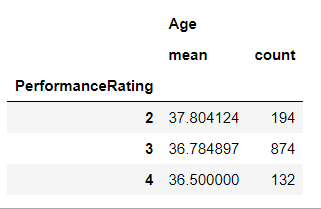 Age
mean count
PerformanceRating
2 37.804124 194
3 36.784897 874
4 36.500000 132